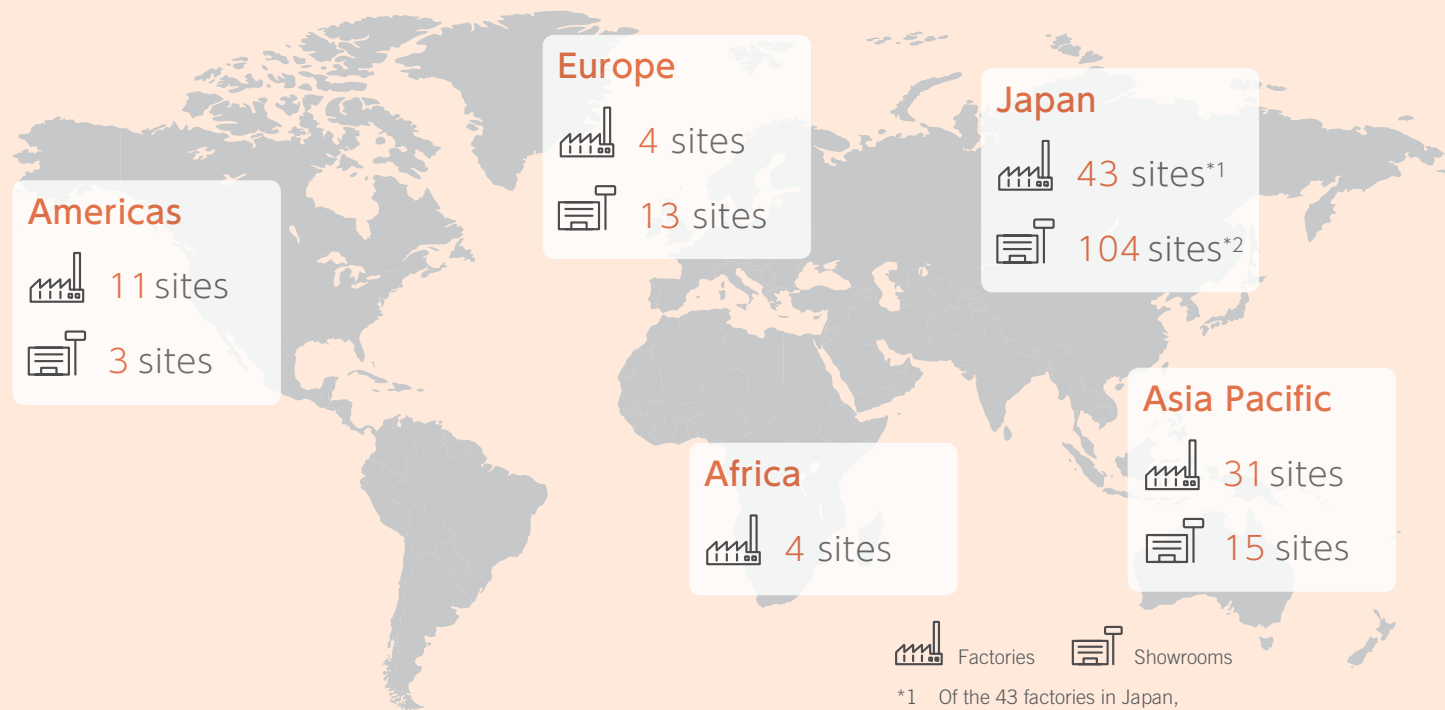 Europe
4 sites
13 sites
Japan
43 sites*1
104 sites*2
Americas
11 sites
3 sites
Asia Pacific
31 sites
15 sites
Africa
4 sites
Factories Showrooms
*1 Of the 43 factories in Japan,